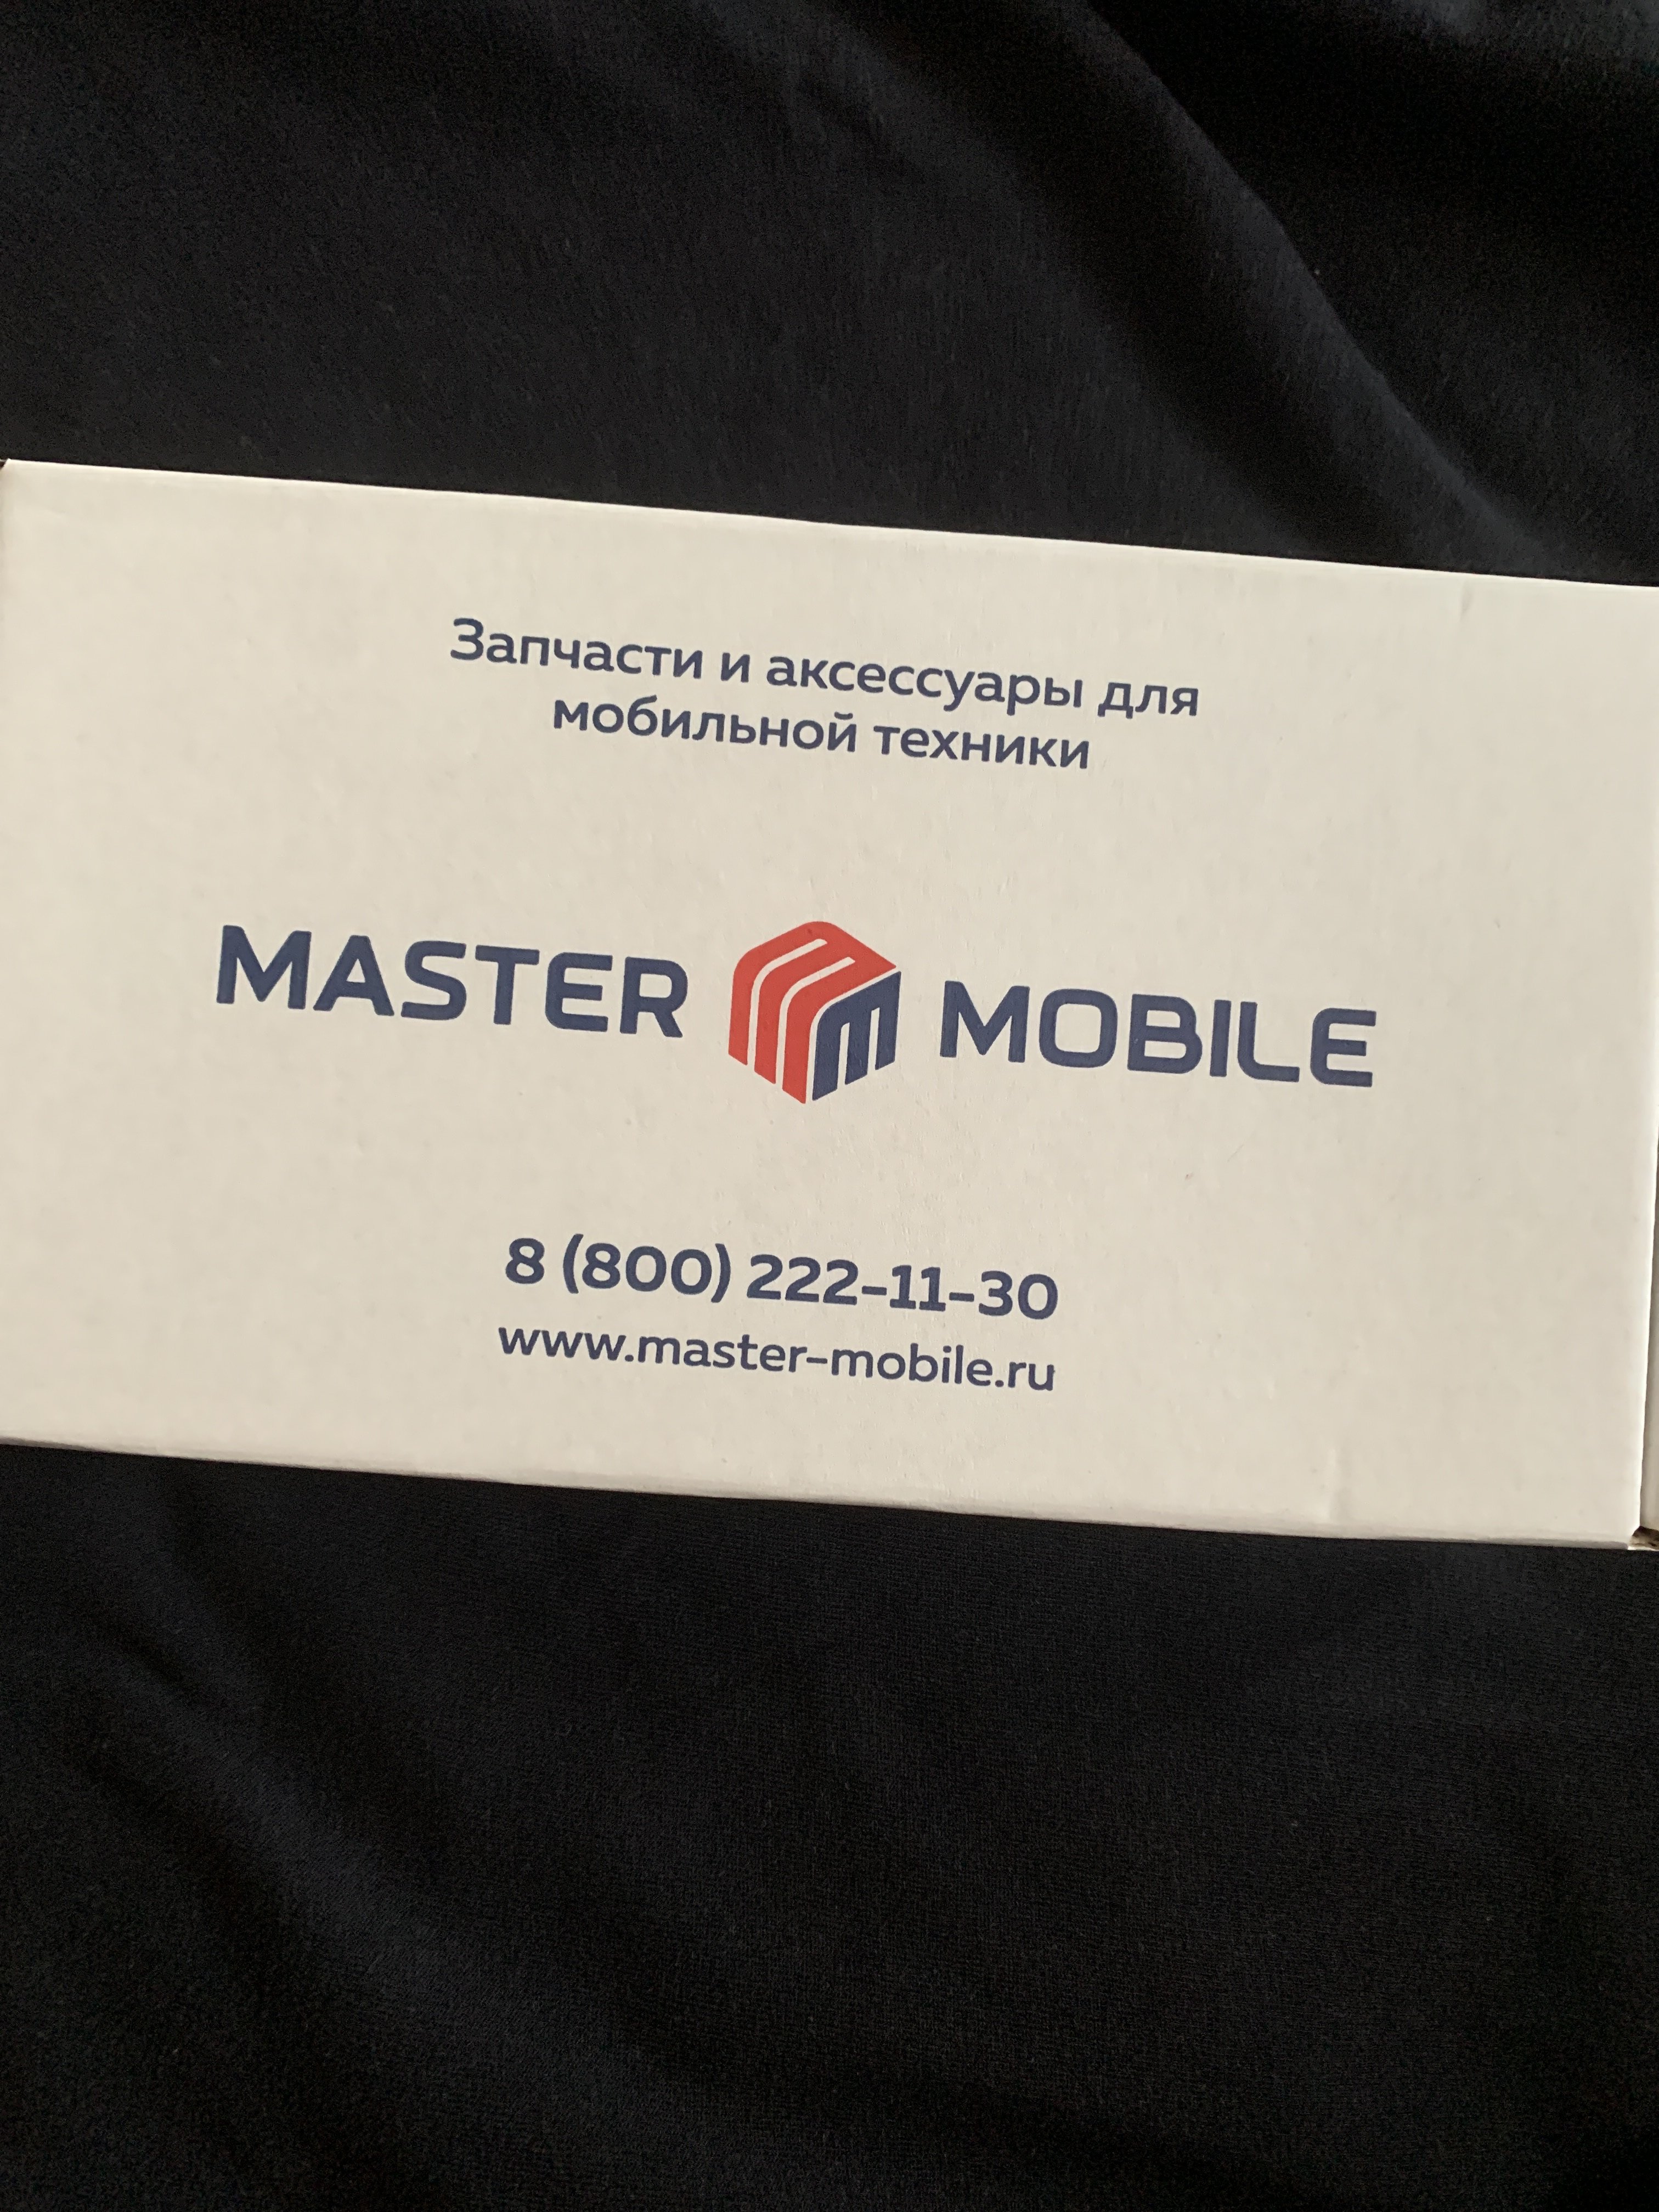 Запчасти и аксессуары для
мобильной техники
MASTER MOBILE
8 (800) 222-11-30
www.master-mobile.ru